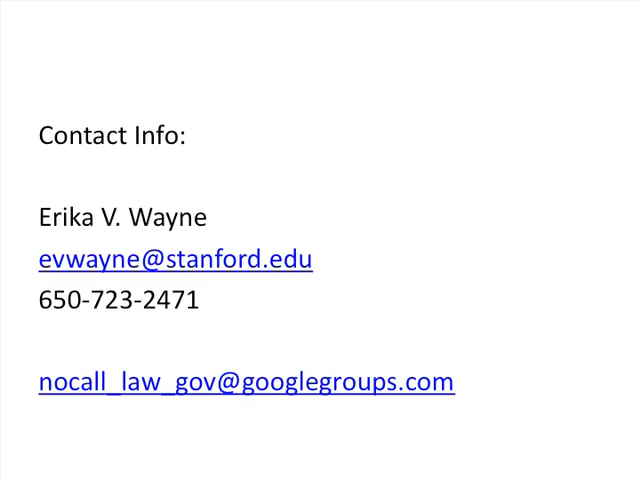 Contact Info:
Erika V. Wayne
evwayne@stanford.edu
650-723-2471
nocall_law_gov@googlegroups.com